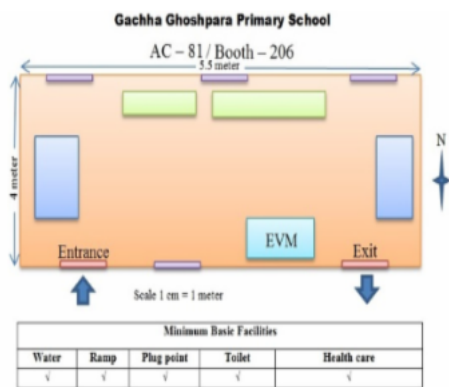 Gachha Ghoshpara Primary School
AC – 81 / Booth – 206
5.5 meter
4 meter
N
EVM
Entrance
Exit
Scale 1 cm = 1 meter
Minimum Basic Facilities
Water Ramp Plug point Toilet Health care
√ √ √ √ √